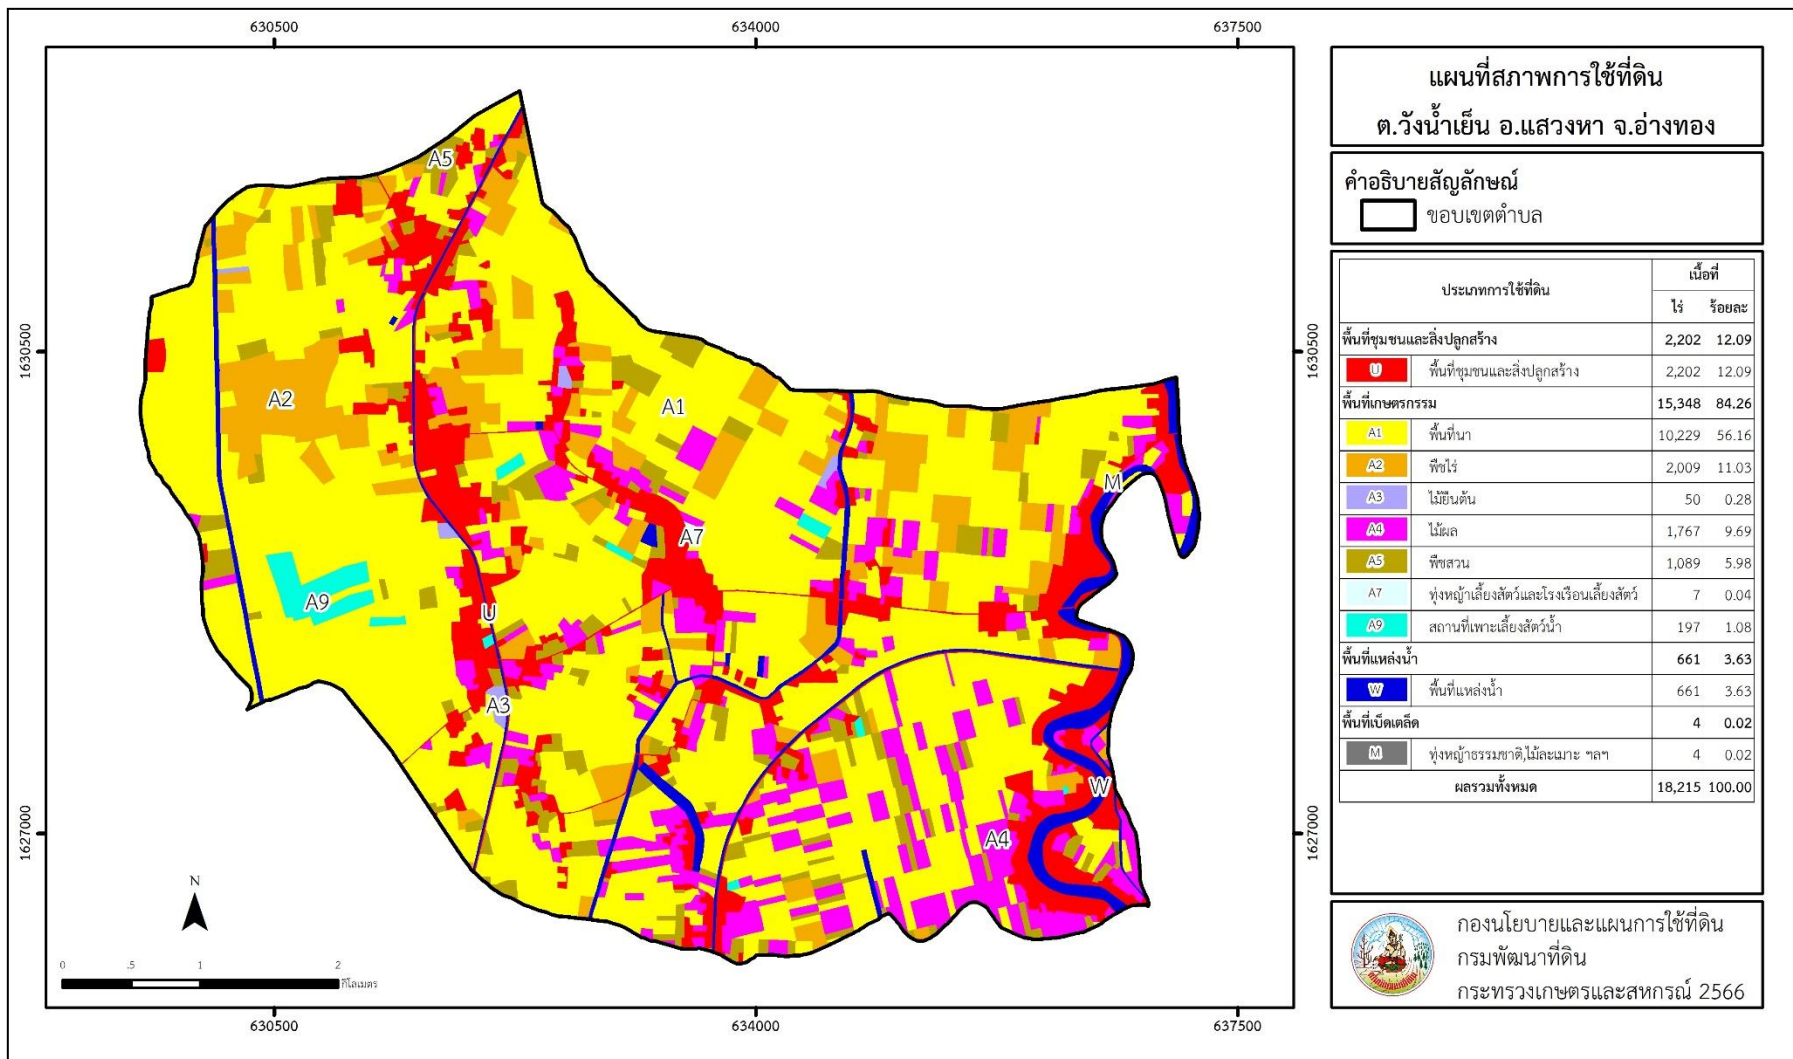 630500
634000
637500
แผนที่สภาพการใช้ที่ดิน
ต.วังน้ำเย็น อ.แสวงหา จ.อ่างทอง
คำอธิบายสัญลักษณ์
ขอบเขตตำบล
ประเภทการใช้ที่ดิน เนื้อที่
ไร่ ร้อยละ
พื้นที่ชุมชนและสิ่งปลูกสร้าง 2,202 12.09
U พื้นที่ชุมชนและสิ่งปลูกสร้าง 2,202 12.09
พื้นที่เกษตรกรรม 15,348 84.26
A1 พื้นที่นา 10,229 56.16
A2 พืชไร่ 2,009 11.03
A3 ไม้ยืนต้น 50 0.28
A4 ไม้ผล 1,767 9.69
A5 พืชสวน 1,089 5.98
A7 ทุ่งหญ้าเลี้ยงสัตว์และโรงเรือนเลี้ยงสัตว์ 7 0.04
A9 สถานที่เพาะเลี้ยงสัตว์น้ำ 197 1.08
พื้นที่แหล่งน้ำ 661 3.63
W พื้นที่แหล่งน้ำ 661 3.63
พื้นที่เบ็ดเตล็ด 4 0.02
M ทุ่งหญ้าธรรมชาติ,ไม้ละเมาะ ฯลฯ 4 0.02
ผลรวมทั้งหมด 18,215 100.00
กองนโยบายและแผนการใช้ที่ดิน
กรมพัฒนาที่ดิน
กระทรวงเกษตรและสหกรณ์ 2566
A5
1630500
1630500
A2
A1
M
A7
A9
U
A3
W
1627000
1627000
A4
N
0 .5 1 2
กิโลเมตร
630500
634000
637500